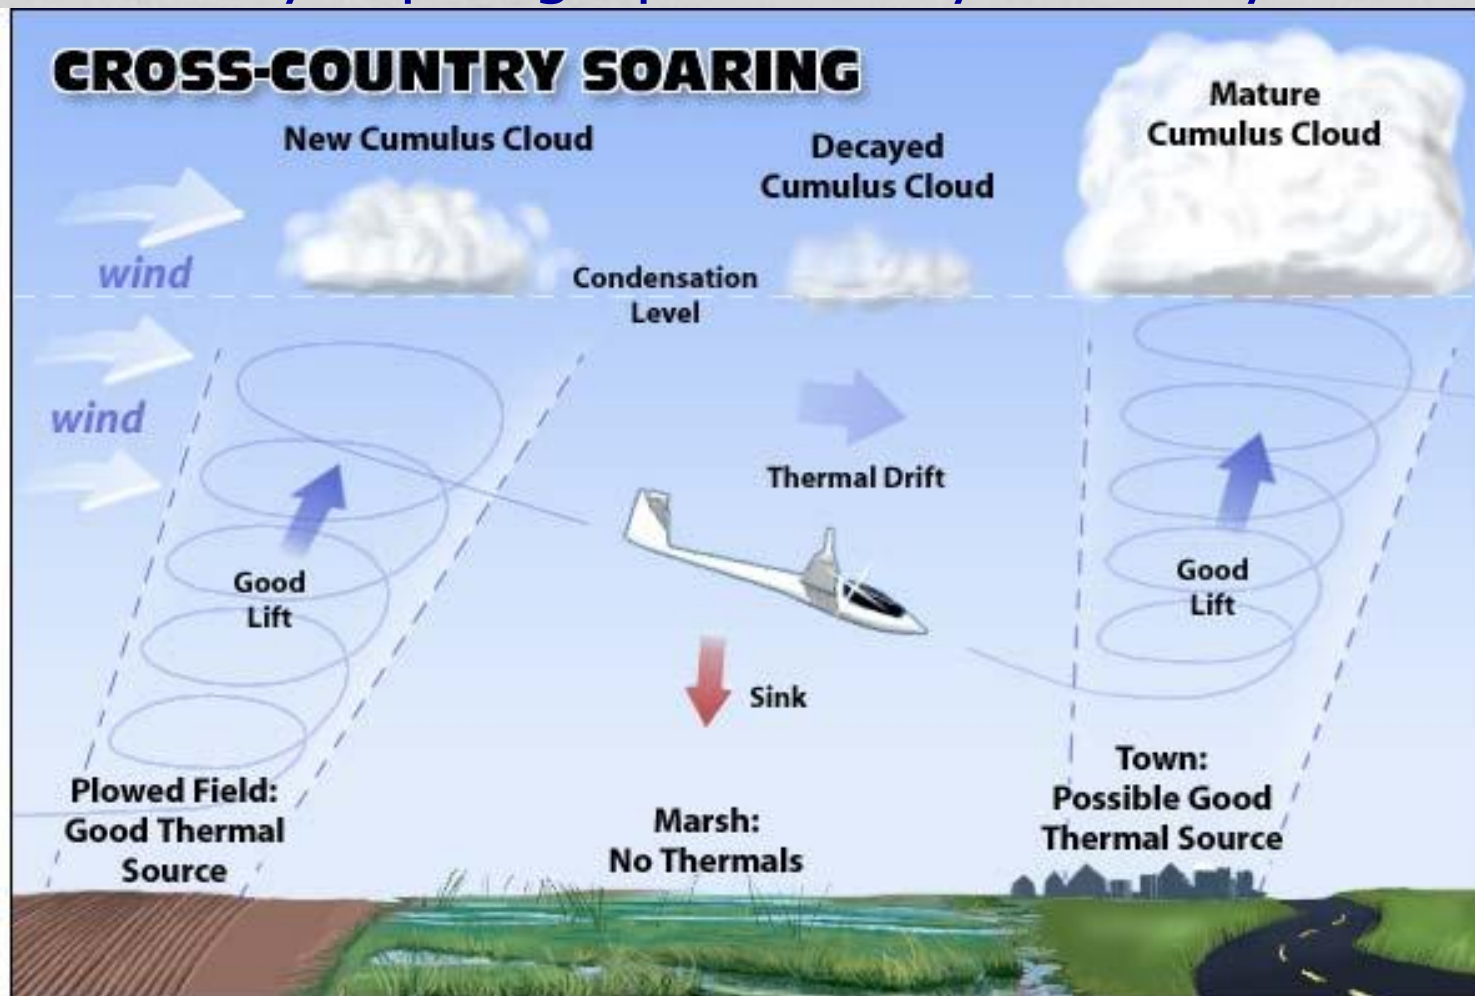 CROSS-COUNTRY SOARING
New Cumulus Cloud
Decayed
Cumulus Cloud
Mature
Cumulus Cloud
wind
Condensation
Level
wind
Thermal Drift
Good
Lift
Good
Lift
Sink
Plowed Field:
Good Thermal
Source
Marsh:
No Thermals
Town:
Possible Good
Thermal Source